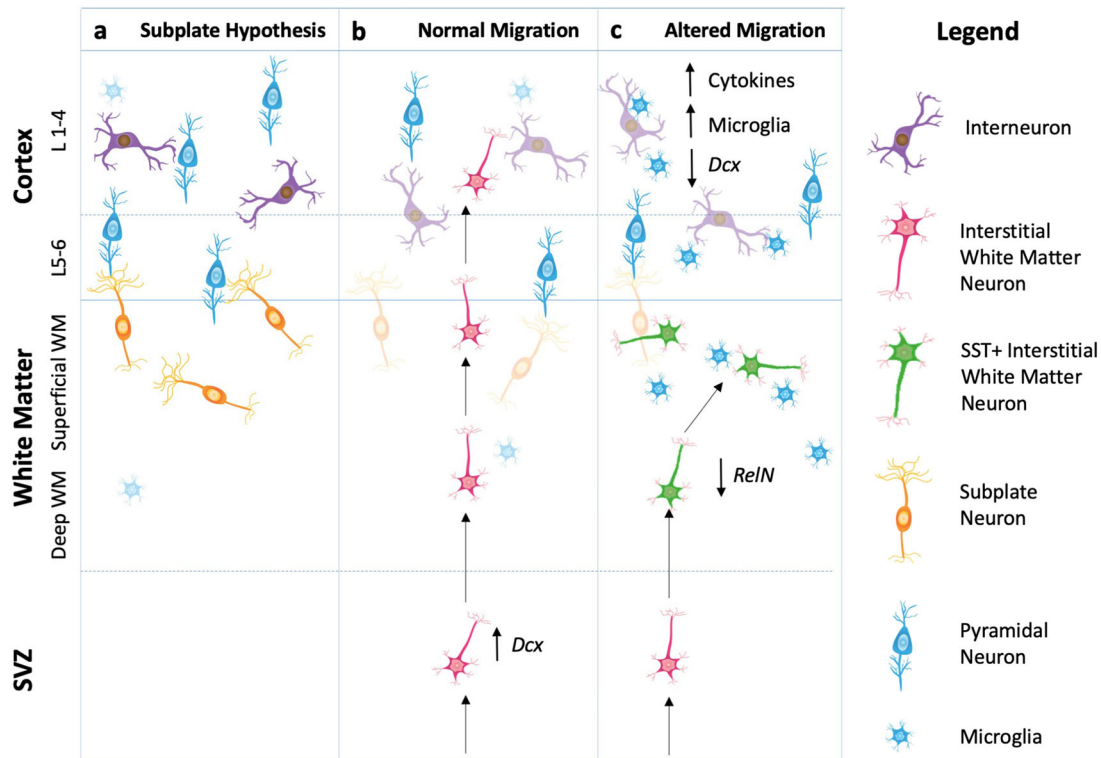 a Subplate Hypothesis
b Normal Migration
c Altered Migration
Legend
Cortex
L 1-4
L5-6
White Matter
Superficial WM
Deep WM
SVZ
Dcx
Cytokines
Microglia
Dcx
RelN
Interneuron
Interstitial
White Matter
Neuron
SST+ Interstitial
White Matter
Neuron
Subplate
Neuron
Pyramidal
Neuron
Microglia